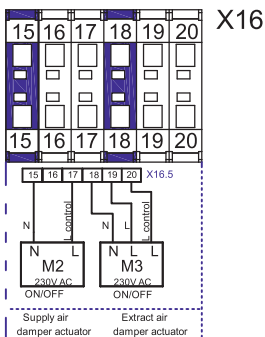 X16
15 16 17 18 19 20
15 16 17 18 19 20
15 16 17 18 19 20 X16.5
N L control N L L control
N L N L L
M2 M3
230V AC 230V AC
ON/OFF ON/OFF
Supply air Extract air
damper actuator damper actuator